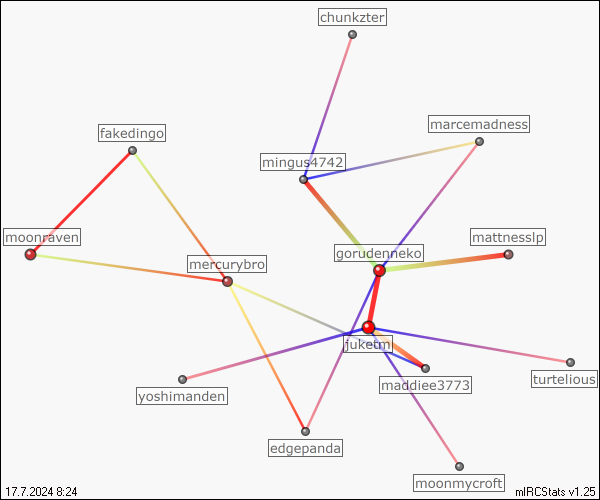 chunkzter
fakedingo
marcemadness
mingus4742
moonraven
mattnesslp
gorudenneko
mercurybro
juketm
turtelious
maddiee3773
yoshimanden
edgepanda
moonmycroft
17.7.2024 8:24
mIRCStats v1.25